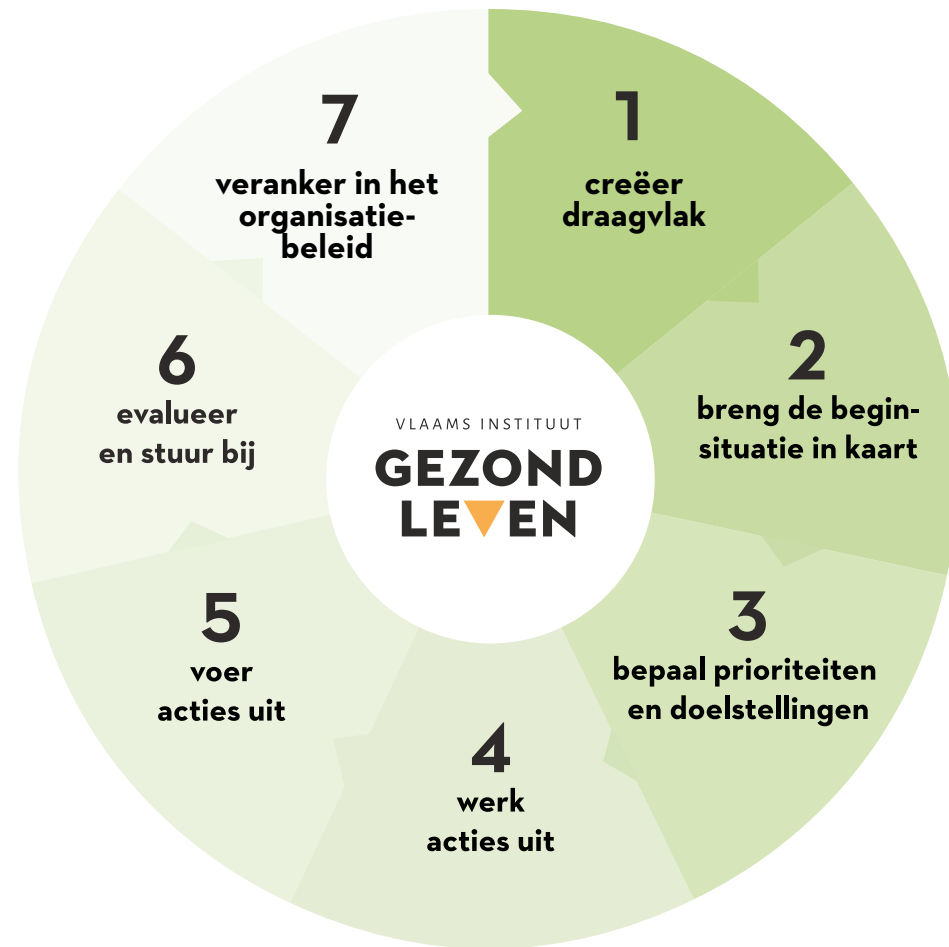 1
creëer
draagvlak
2
breng de begin-
situatie in kaart
3
bepaal prioriteiten
en doelstellingen
4
werk
acties uit
5
voer
acties uit
6
evalueer
en stuur bij
7
veranker in het
organisatie-
beleid
VLAAMS INSTITUUT
GEZOND
LEVEN